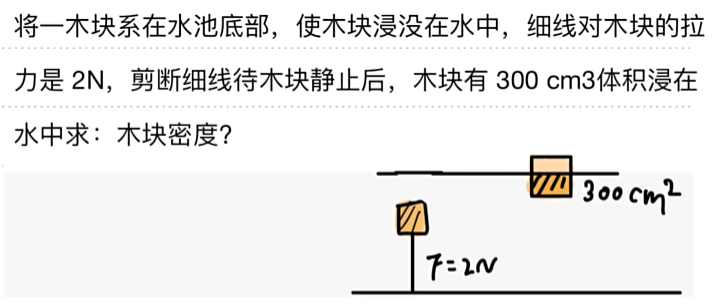 将一木块系在水池底部，使木块浸没在水中，细线对木块的拉
力是 2N，剪断细线待木块静止后，木块有 300 cm3体积浸在
水中求：木块密度？
300cm²
F=2N